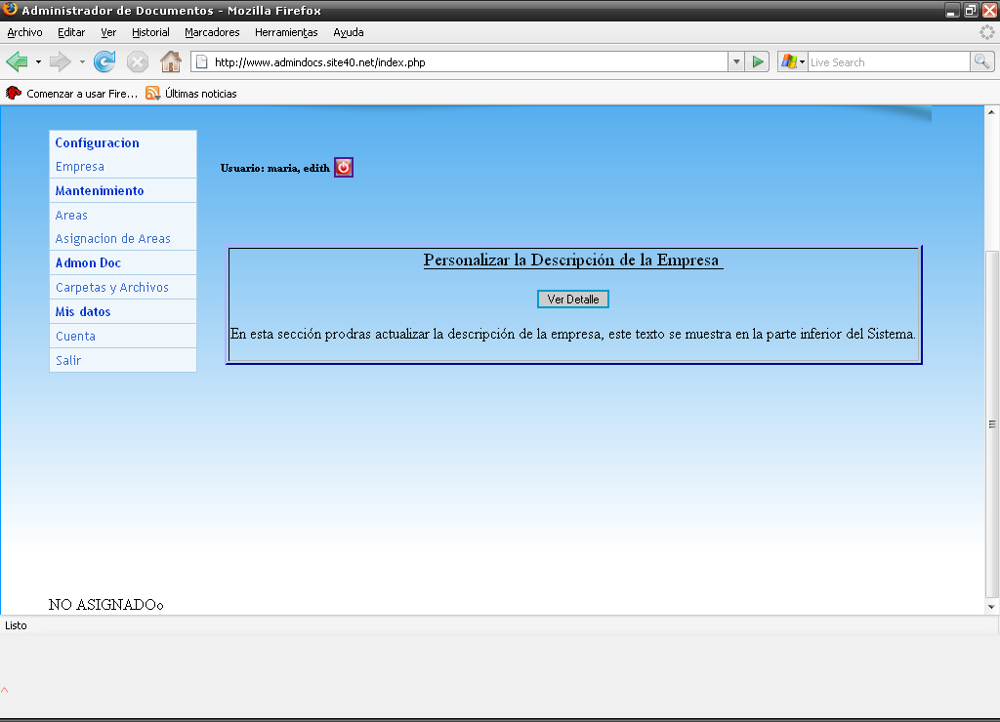 Administrador de Documentos - Mozilla Firefox
Archivo Editar Ver Historial Marcadores Herramientas Ayuda
http://www.admindocs.site40.net/index.php
Live Search
Comenzar a usar Fire... Últimas noticias
Configuracion
Empresa
Mantenimiento
Areas
Asignacion de Areas
Admon Doc
Carpetas y Archivos
Mis datos
Cuenta
Salir
Usuario: maria, edith
Personalizar la Descripción de la Empresa
Ver Detalle
En esta sección prodras actualizar la descripción de la empresa, este texto se muestra en la parte inferior del Sistema.
NO ASIGNADOo
Listo